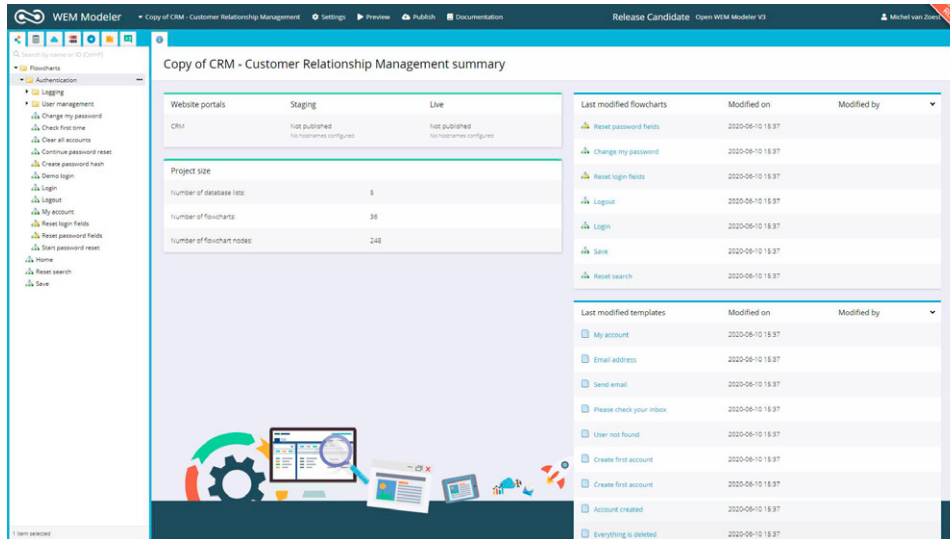 WEM Modeler
Copy of CRM - Customer Relationship Management
Settings
Preview
Publish
Documentation
Release Candidate Open WEM Modeler V3
Michel van Zoest
Search by name or ID (Ctrl+F)
Flowcharts
Authentication
Logging
User management
Change my password
Check first time
Clear all accounts
Continue password reset
Create password hash
Demo login
Login
Logout
My account
Reset login fields
Reset password fields
Start password reset
Home
Reset search
Save
1 item selected
Copy of CRM - Customer Relationship Management summary
Website portals Staging Live
CRM Not published Not published
No hostnames configured No hostnames configured
Project size
Number of database lists:
Number of flowcharts: 36
Number of flowchart nodes: 248
Last modified flowcharts Modified on Modified by
Reset password fields 2020-06-10 15:37
Change my password 2020-06-10 15:37
Reset login fields 2020-06-10 15:37
Logout 2020-06-10 15:37
Login 2020-06-10 15:37
Save 2020-06-10 15:37
Reset search 2020-06-10 15:37
Last modified templates Modified on Modified by
My account 2020-06-10 15:37
Email address 2020-06-10 15:37
Send email 2020-06-10 15:37
Please check your inbox 2020-06-10 15:37
User not found 2020-06-10 15:37
Create first account 2020-06-10 15:37
Create first account 2020-06-10 15:37
Account created 2020-06-10 15:37
Everything is deleted 2020-06-10 15:37